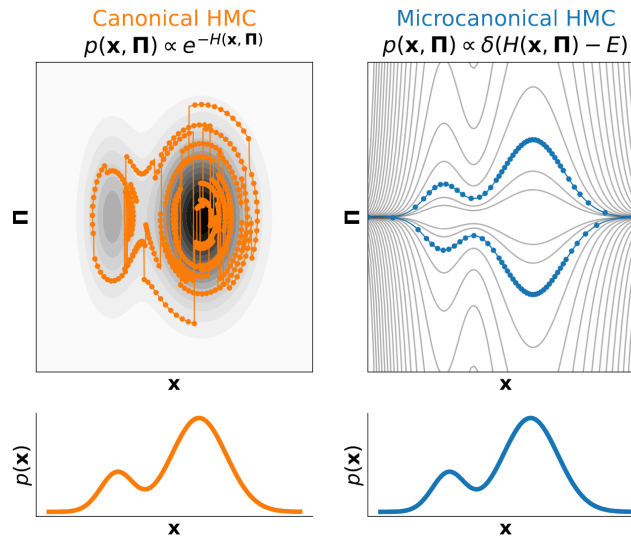 Canonical HMC
p(x, Π) ∝ e^{−H(x, Π)}
Microcanonical HMC
p(x, Π) ∝ δ(H(x, Π) − E)
Π
x
Π
x
p(x)
x
p(x)
x